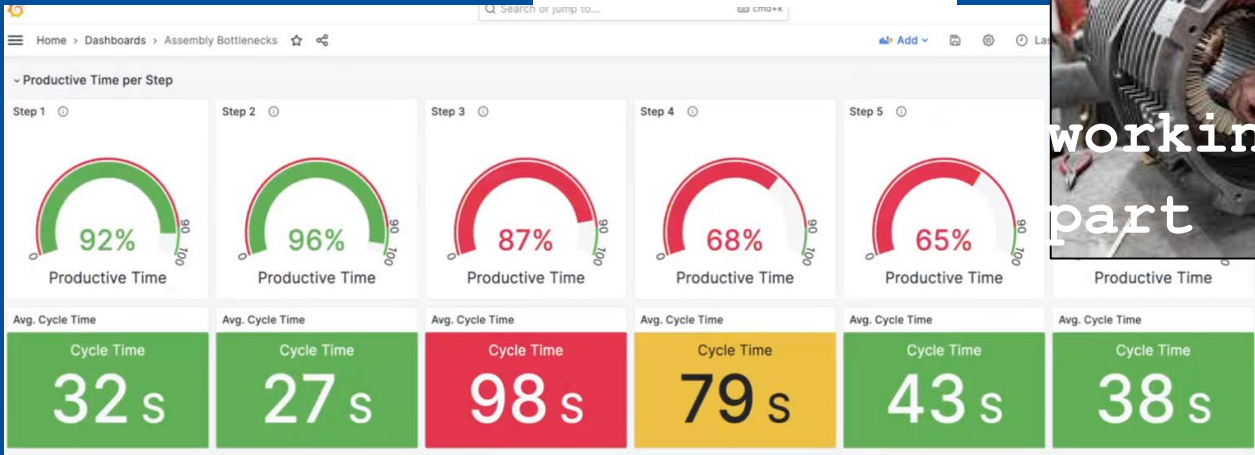 Search or jump to... cmd+k
Home > Dashboards > Assembly Bottlenecks Add Las
Productive Time per Step
Step 1 Step 2 Step 3 Step 4 Step 5
0 92% 90 100 0 96% 90 100 0 87% 90 100 0 68% 90 100 0 65% 90 100
workin
part
Productive Time Productive Time Productive Time Productive Time Productive Time Productive Time
Avg. Cycle Time Avg. Cycle Time Avg. Cycle Time Avg. Cycle Time Avg. Cycle Time Avg. Cycle Time
Cycle Time Cycle Time Cycle Time Cycle Time Cycle Time Cycle Time
32 s 27 s 98 s 79 s 43 s 38 s